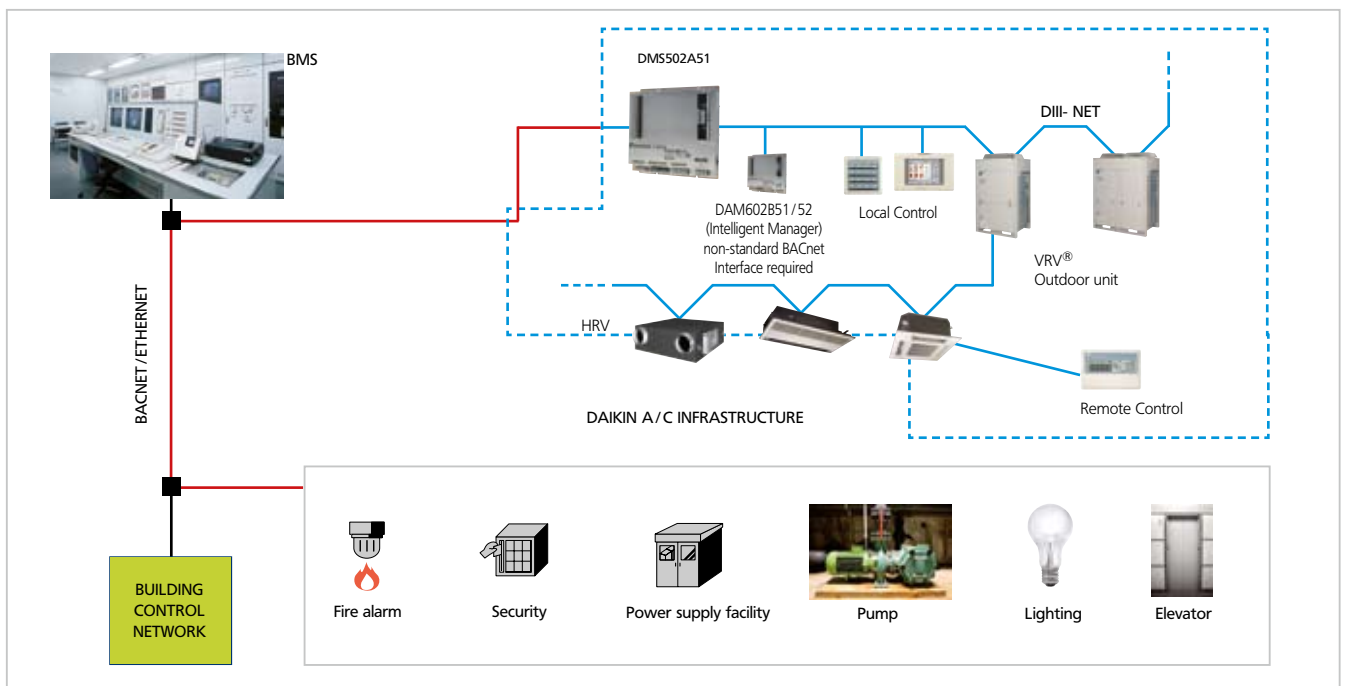 BMS
DMS502A51
DIII- NET
DAM602B51/52
(Intelligent Manager)
non-standard BACnet
Interface required
Local Control
VRV®
Outdoor unit
HRV
Remote Control
DAIKIN A/C INFRASTRUCTURE
BACNET/ETHERNET
BUILDING
CONTROL
NETWORK
Fire alarm
Security
Power supply facility
Pump
Lighting
Elevator